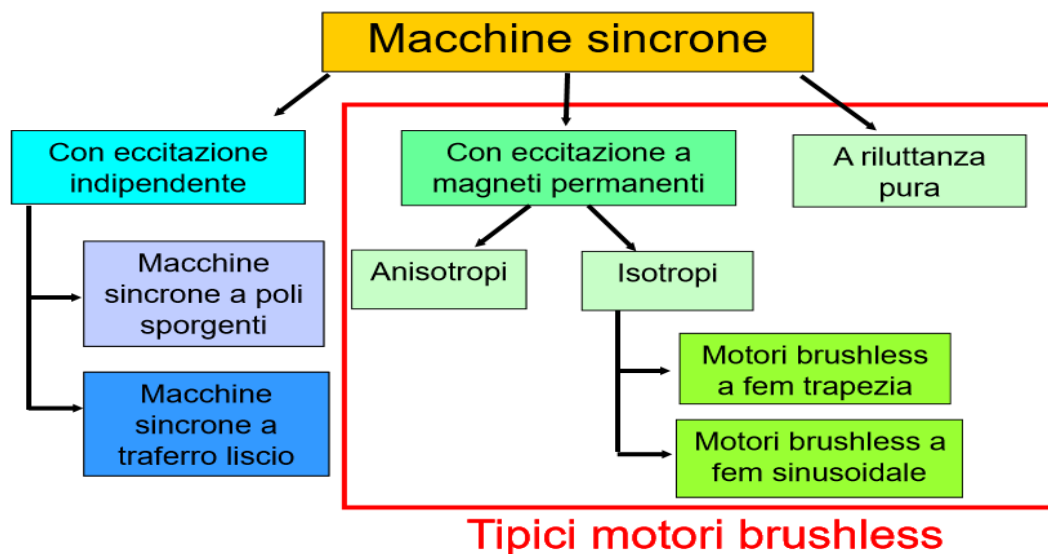 Macchine sincrone
Con eccitazione
indipendente
Con eccitazione a
magneti permanenti
A riluttanza
pura
Macchine
sincrone a poli
sporgenti
Anisotropi
Isotropi
Macchine
sincrone a
traferro liscio
Motori brushless
a fem trapezia
Motori brushless a
fem sinusoidale
Tipici motori brushless